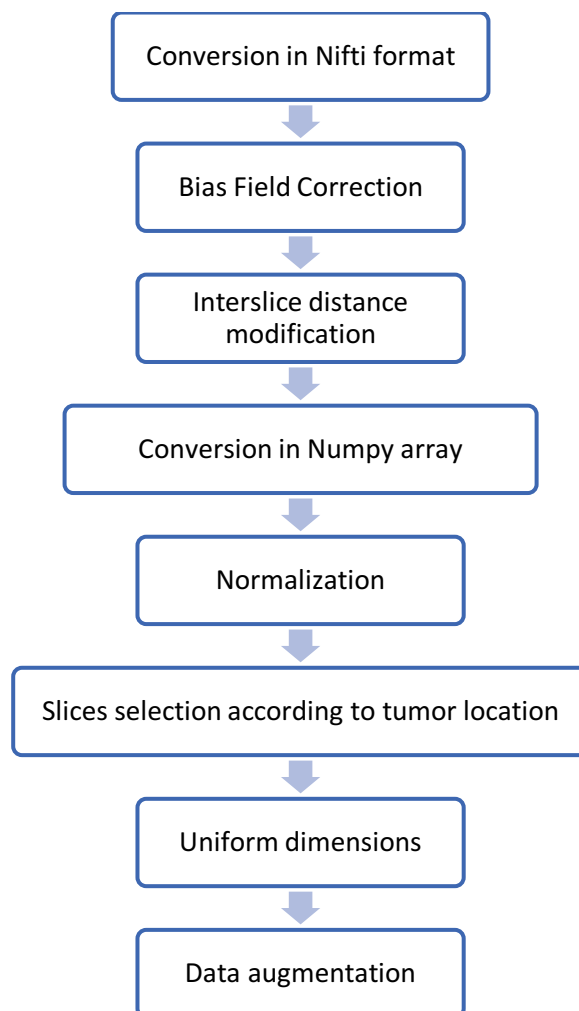 Conversion in Nifti format
Bias Field Correction
Interslice distance
modification
Conversion in Numpy array
Normalization
Slices selection according to tumor location
Uniform dimensions
Data augmentation